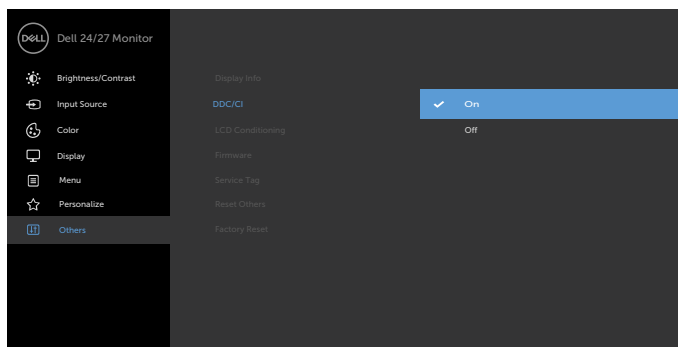 DELL Dell 24/27 Monitor
Brightness/Contrast
Input Source
Color
Display
Menu
Personalize
Others
Display Info
DDC/CI
LCD Conditioning
Firmware
Service Tag
Reset Others
Factory Reset
On
Off